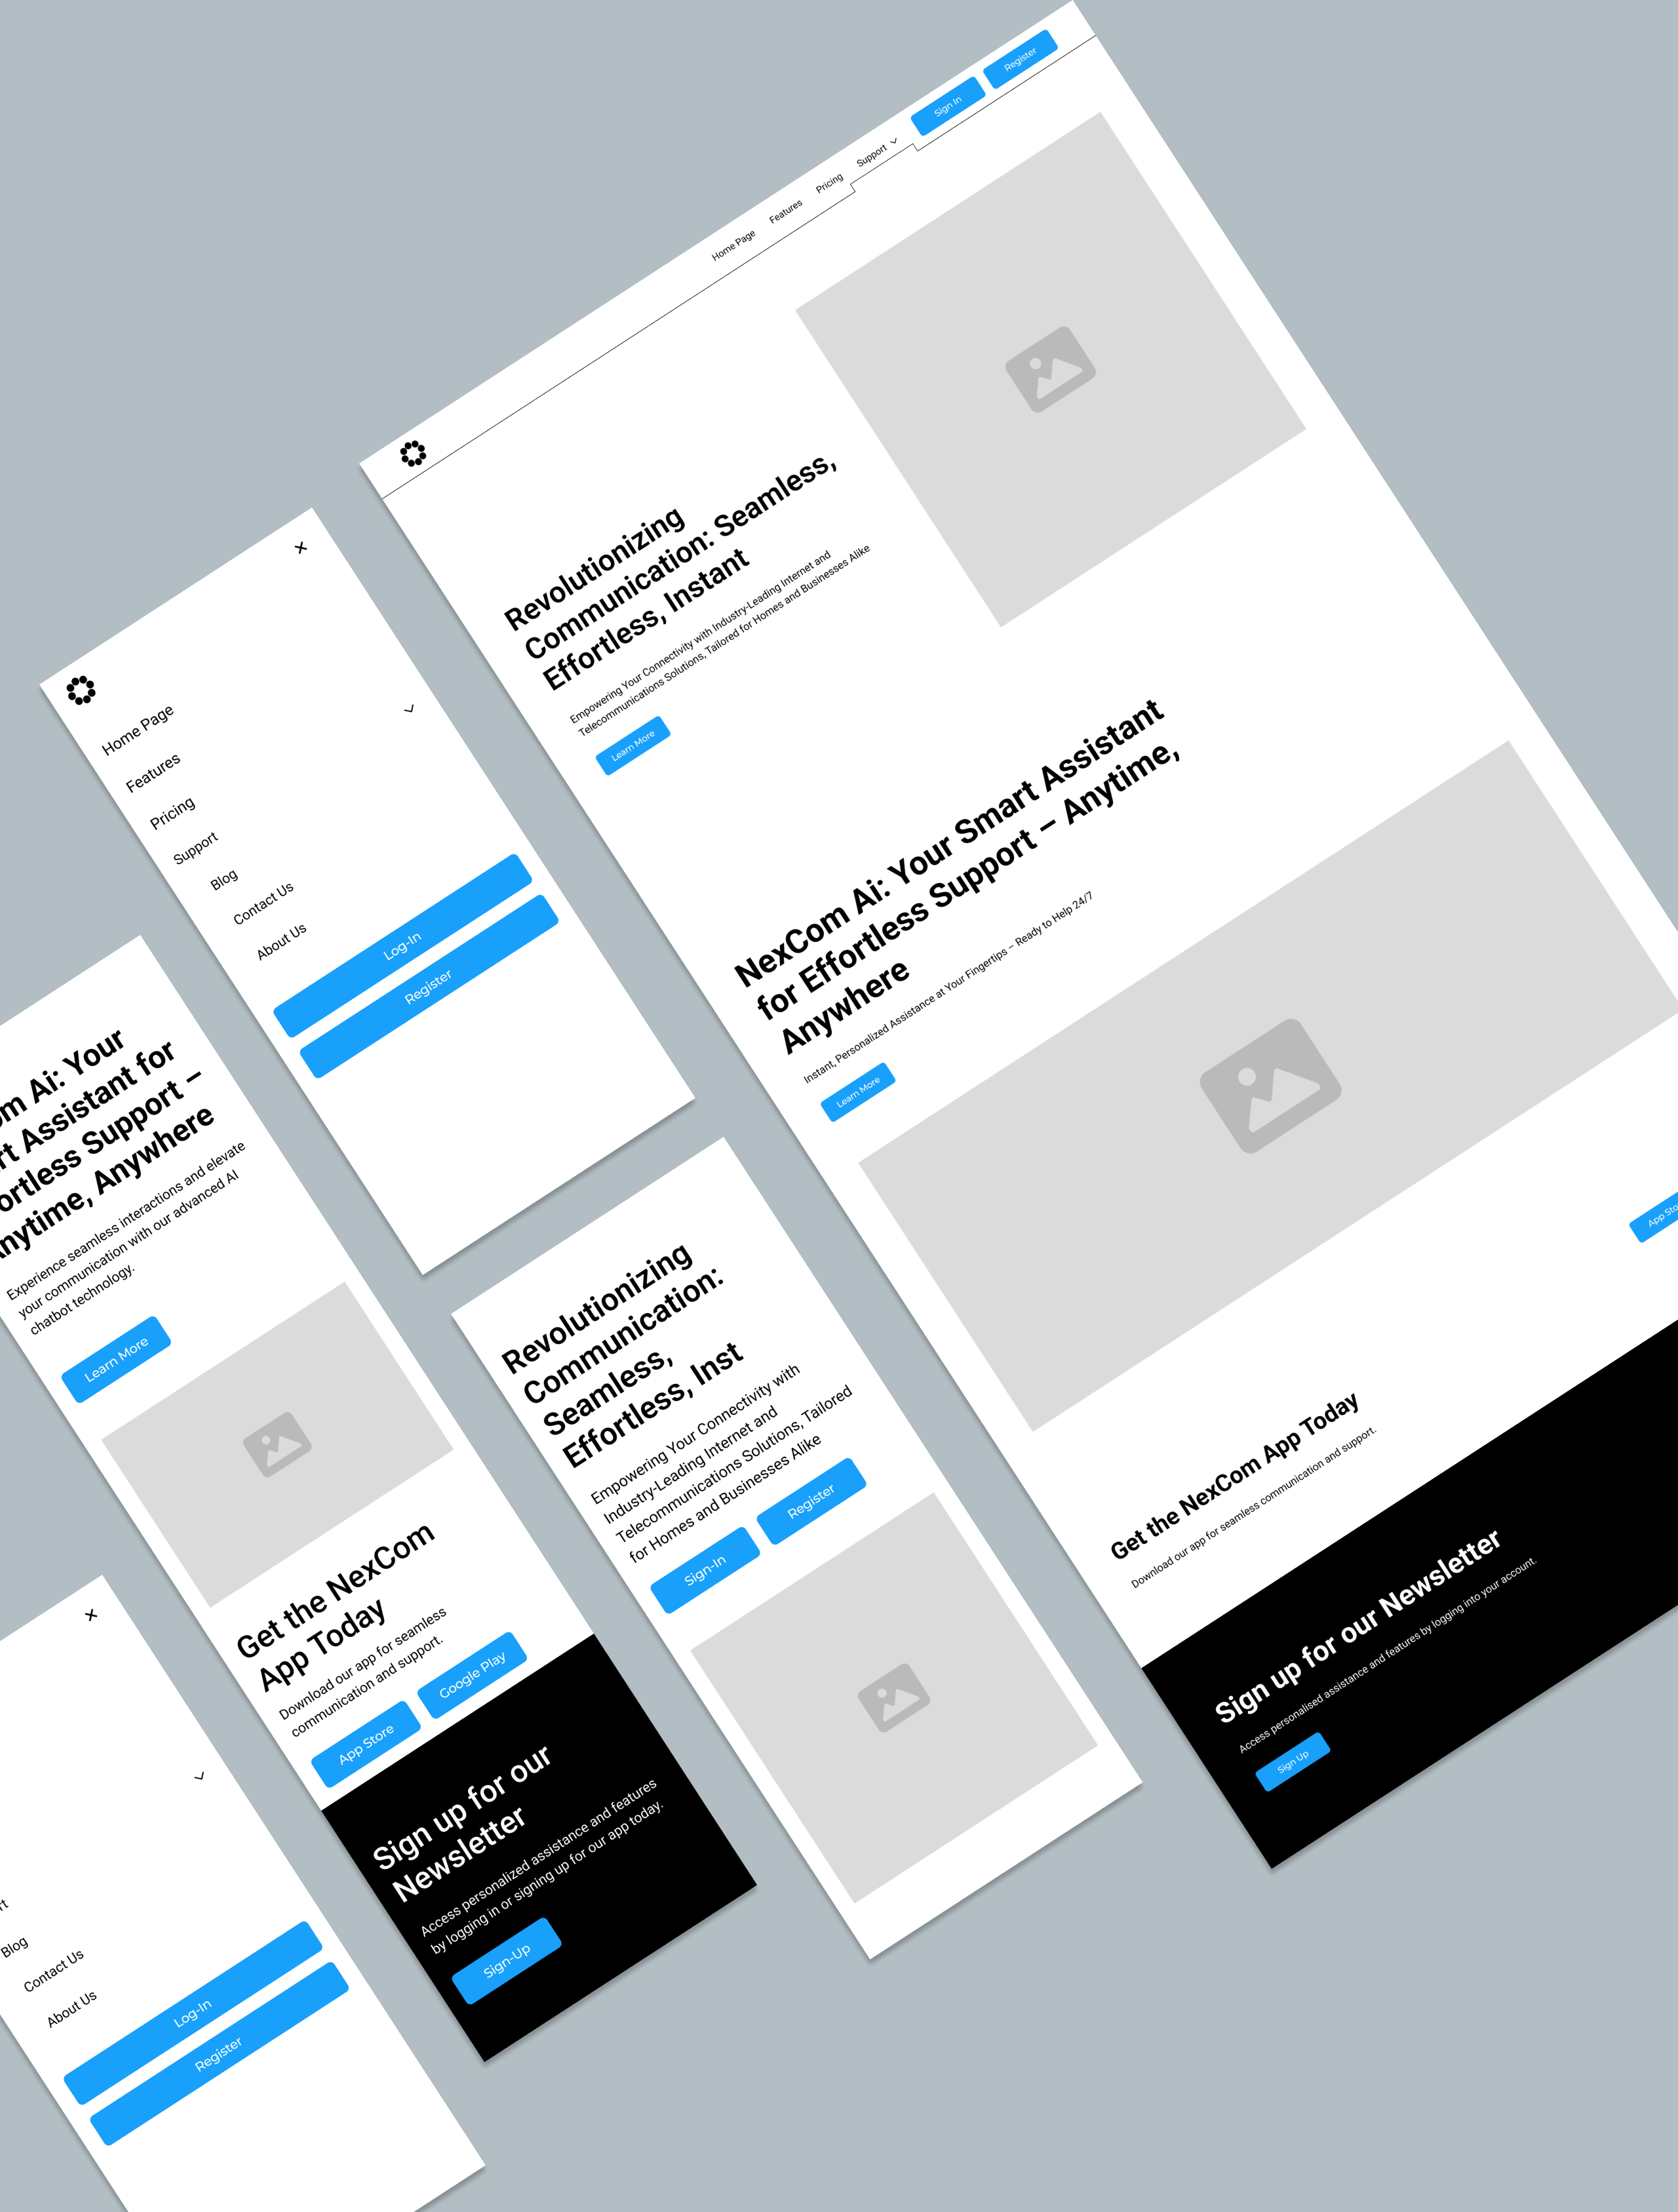 Home Page
Features
Pricing
Support
Sign In
Register
Revolutionizing
Communication: Seamless,
Effortless, Instant
Empowering Your Connectivity with Industry-Leading Internet and
Telecommunications Solutions, Tailored for Homes and Businesses Alike
Learn More
NexCom Ai: Your Smart Assistant
for Effortless Support – Anytime,
Anywhere
Instant, Personalized Assistance at Your Fingertips – Ready to Help 24/7
Learn More
Get the NexCom App Today
Download our app for seamless communication and support.
App Sto
Sign up for our Newsletter
Access personalised assistance and features by logging into your account.
Sign Up
Home Page
Features
Pricing
Support
Blog
Contact Us
About Us
Log-In
Register
om Ai: Your
rt Assistant for
ortless Support –
nytime, Anywhere
Experience seamless interactions and elevate
your communication with our advanced AI
chatbot technology.
Learn More
Get the NexCom
App Today
Download our app for seamless
communication and support.
App Store
Google Play
Sign up for our
Newsletter
Access personalized assistance and features
by logging in or signing up for our app today.
Sign-Up
Revolutionizing
Communication:
Seamless,
Effortless, Inst
Empowering Your Connectivity with
Industry-Leading Internet and
Telecommunications Solutions, Tailored
for Homes and Businesses Alike
Sign-In
Register
rt
Blog
Contact Us
About Us
Log-In
Register